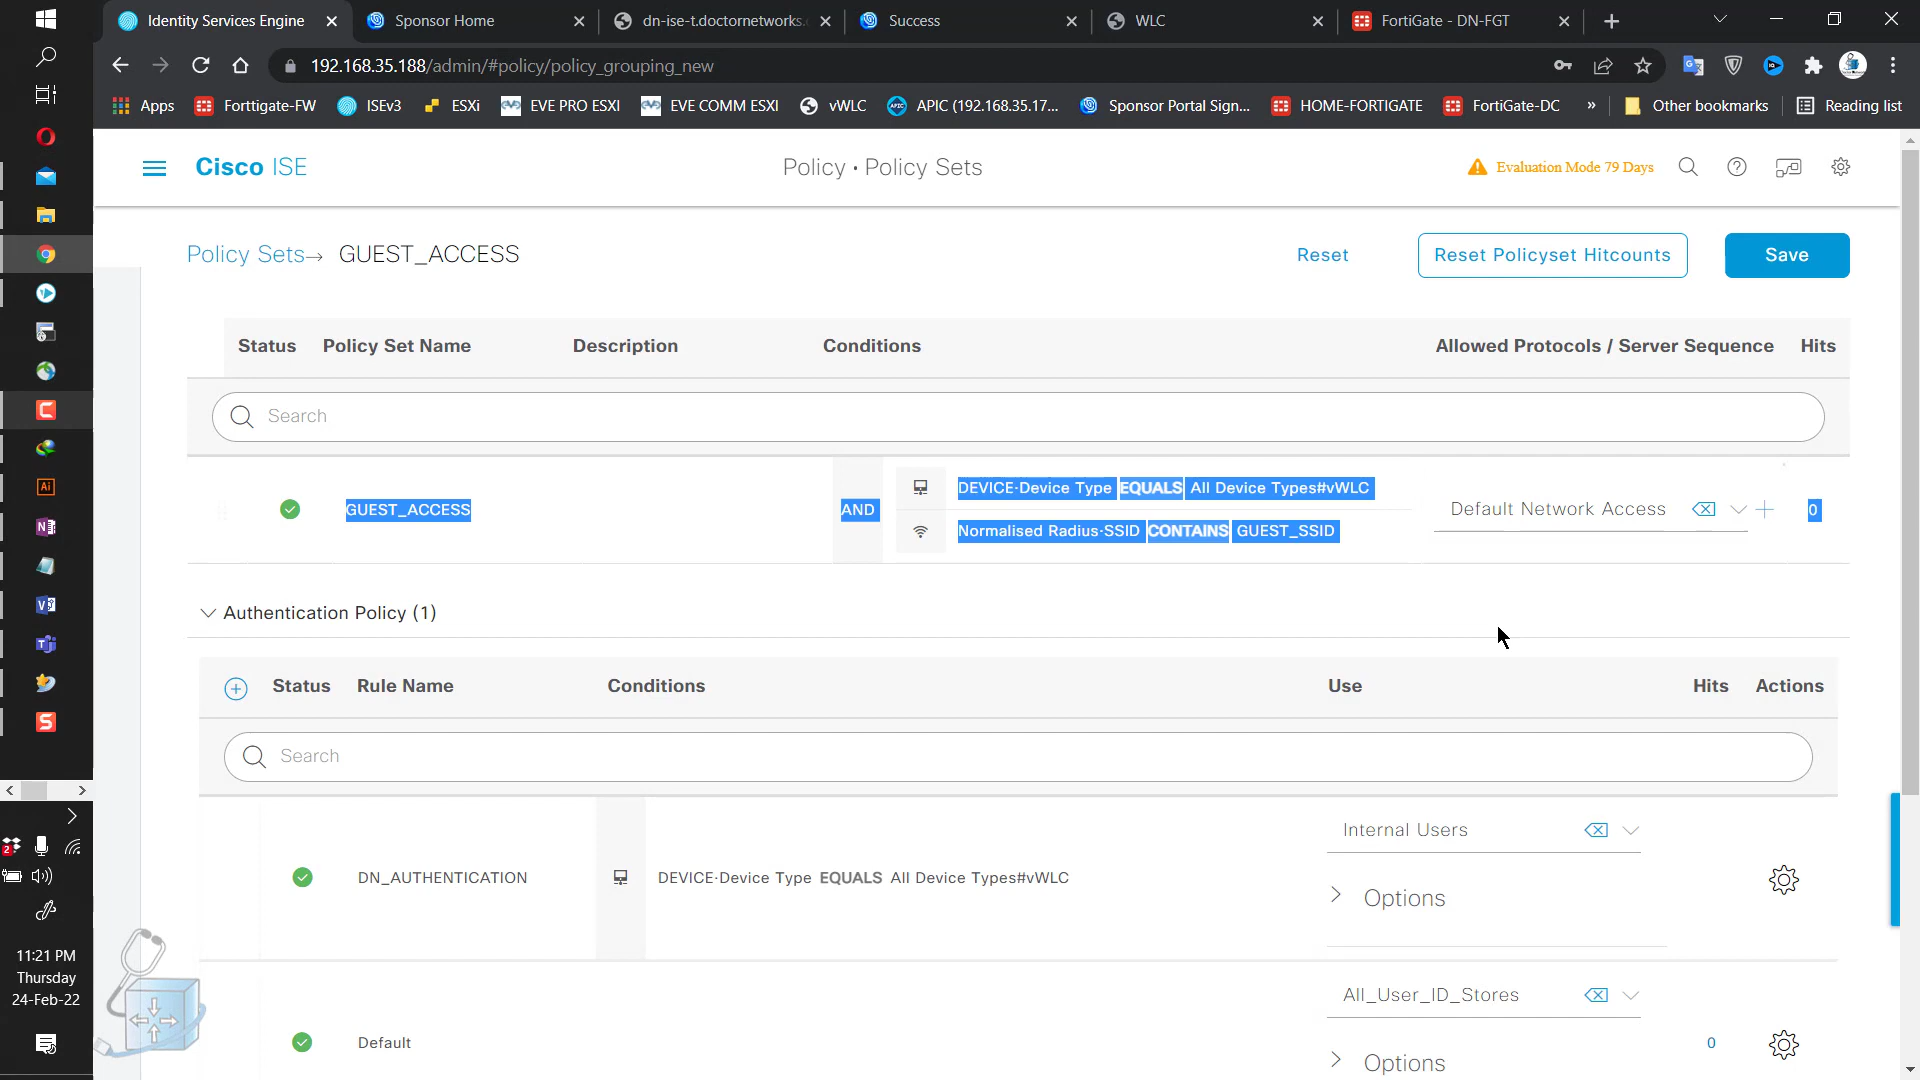 Identity Services Engine
Sponsor Home
dn-ise-t.doctornetworks.
Success
WLC
FortiGate - DN-FGT
192.168.35.188/admin/#policy/policy_grouping_new
Apps
Forttigate-FW
ISEv3
ESXi
EVE PRO ESXI
EVE COMM ESXI
vWLC
APIC (192.168.35.17...
Sponsor Portal Sign...
HOME-FORTIGATE
FortiGate-DC
»
Other bookmarks
Reading list
Cisco ISE
Policy · Policy Sets
Evaluation Mode 79 Days
Policy Sets→ GUEST_ACCESS
Reset
Reset Policyset Hitcounts
Save
Status
Policy Set Name
Description
Conditions
Allowed Protocols / Server Sequence
Hits
Search
GUEST_ACCESS
AND
DEVICE·Device Type EQUALS All Device Types#vWLC
Normalised Radius·SSID CONTAINS GUEST_SSID
Default Network Access
0
Authentication Policy (1)
Status
Rule Name
Conditions
Use
Hits
Actions
Search
DN_AUTHENTICATION
DEVICE·Device Type EQUALS All Device Types#vWLC
Internal Users
Options
Default
All_User_ID_Stores
Options
0
11:21 PM
Thursday
24-Feb-22